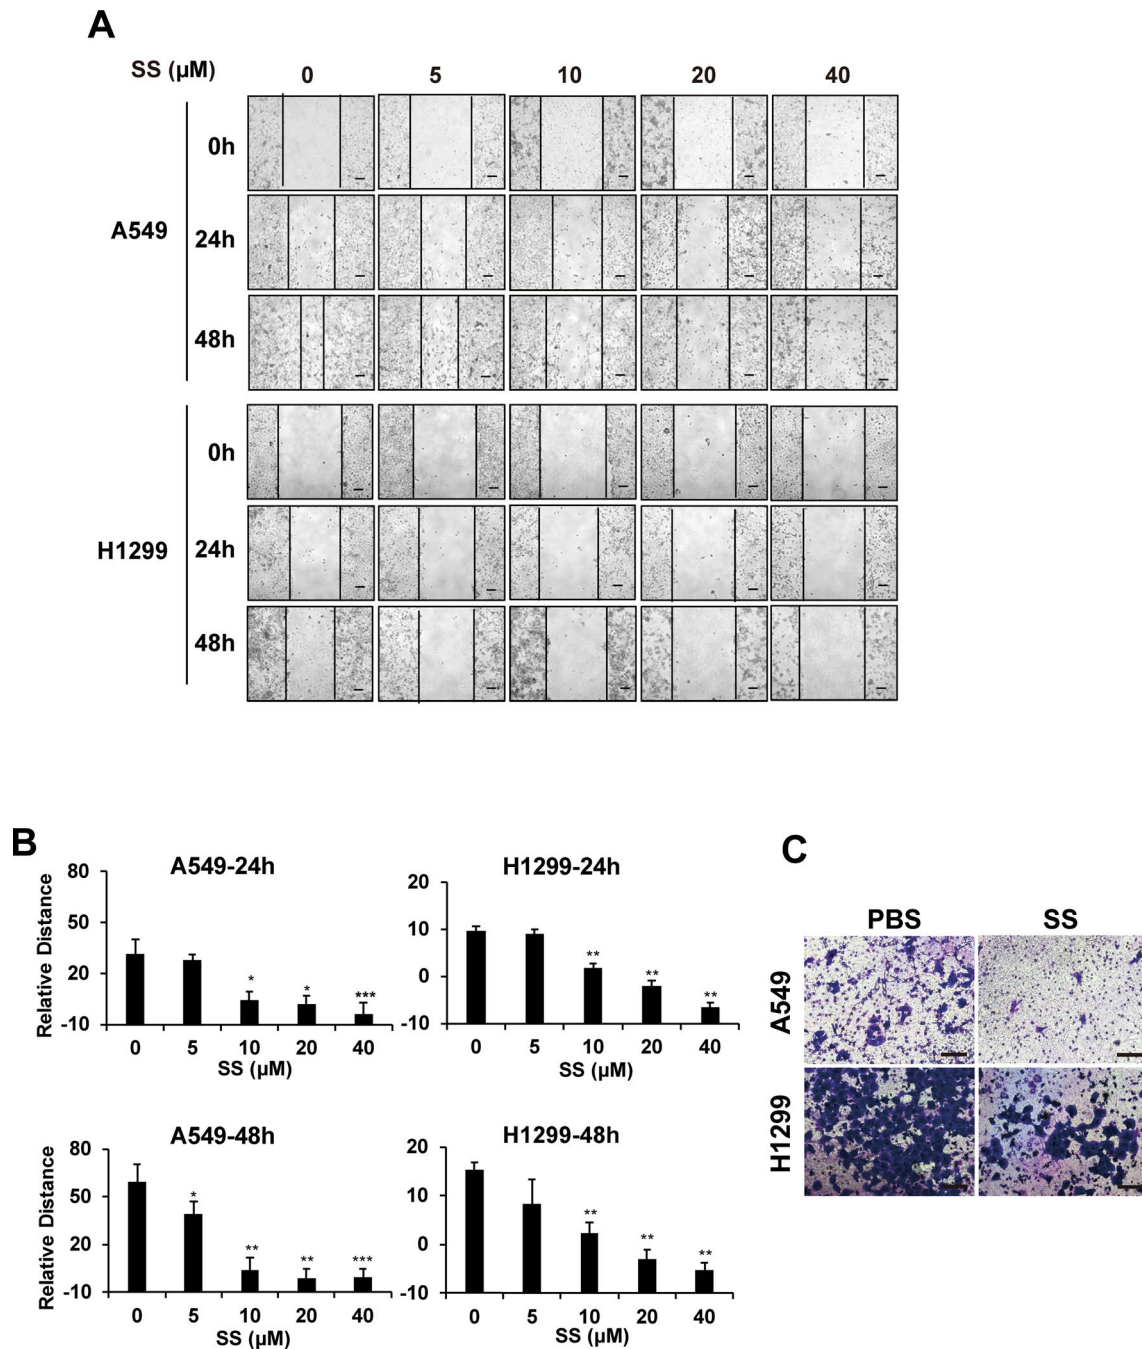 A
SS (µM) 0 5 10 20 40
0h
A549 24h
48h
0h
H1299 24h
48h
B
A549-24h
Relative Distance
80
50
20
-10
0 5 10 20 40
SS (µM)
* * ***
H1299-24h
20
10
0
-10
0 5 10 20 40
SS (µM)
** ** **
A549-48h
Relative Distance
80
50
20
-10
0 5 10 20 40
SS (µM)
* ** ** ***
H1299-48h
20
10
0
-10
0 5 10 20 40
SS (µM)
** ** **
C
PBS SS
A549
H1299